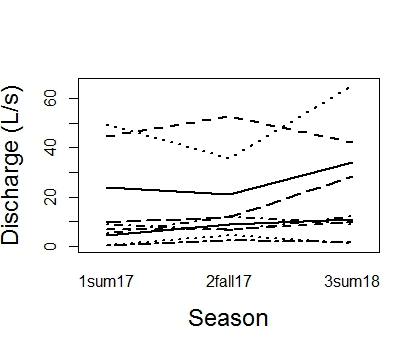 Discharge (L/s)
60
40
20
0
1sum17 2fall17 3sum18
Season